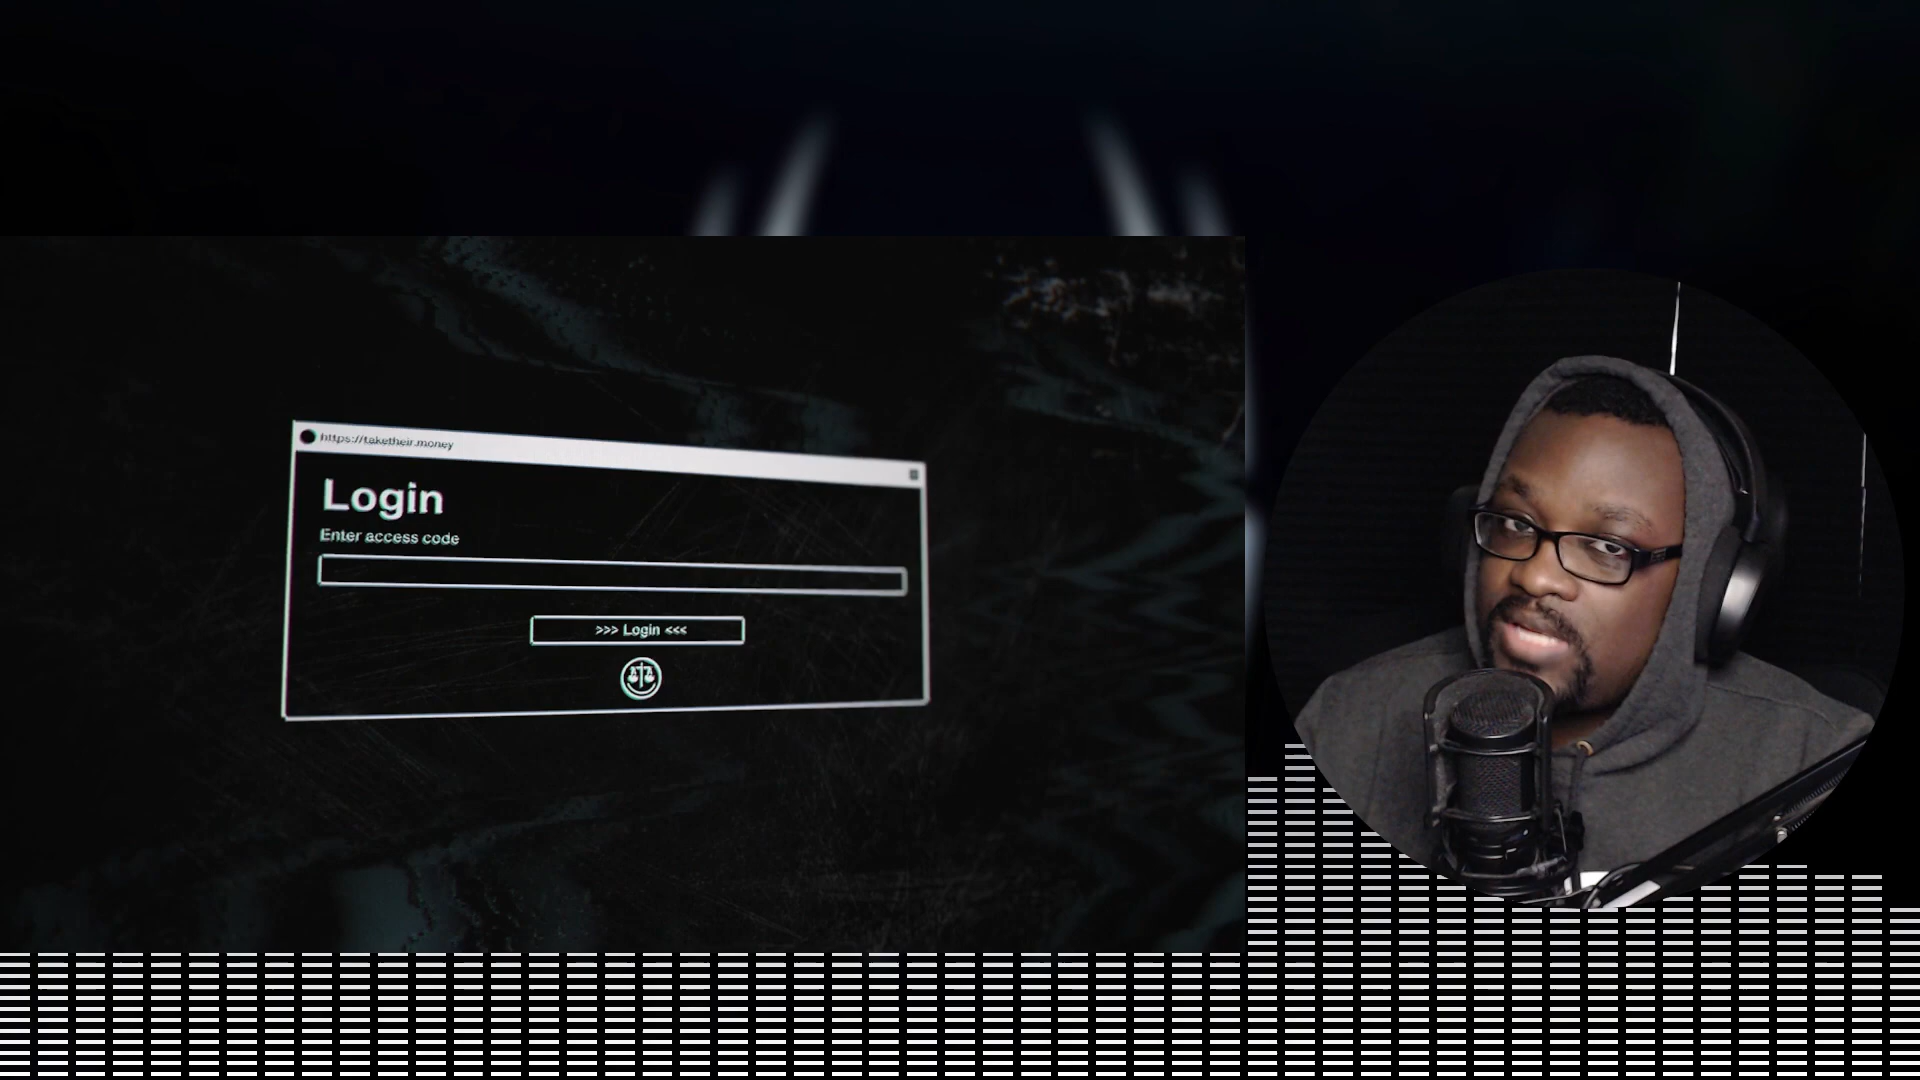 https://taketheir.money
Login
Enter access code
>>> Login <<<